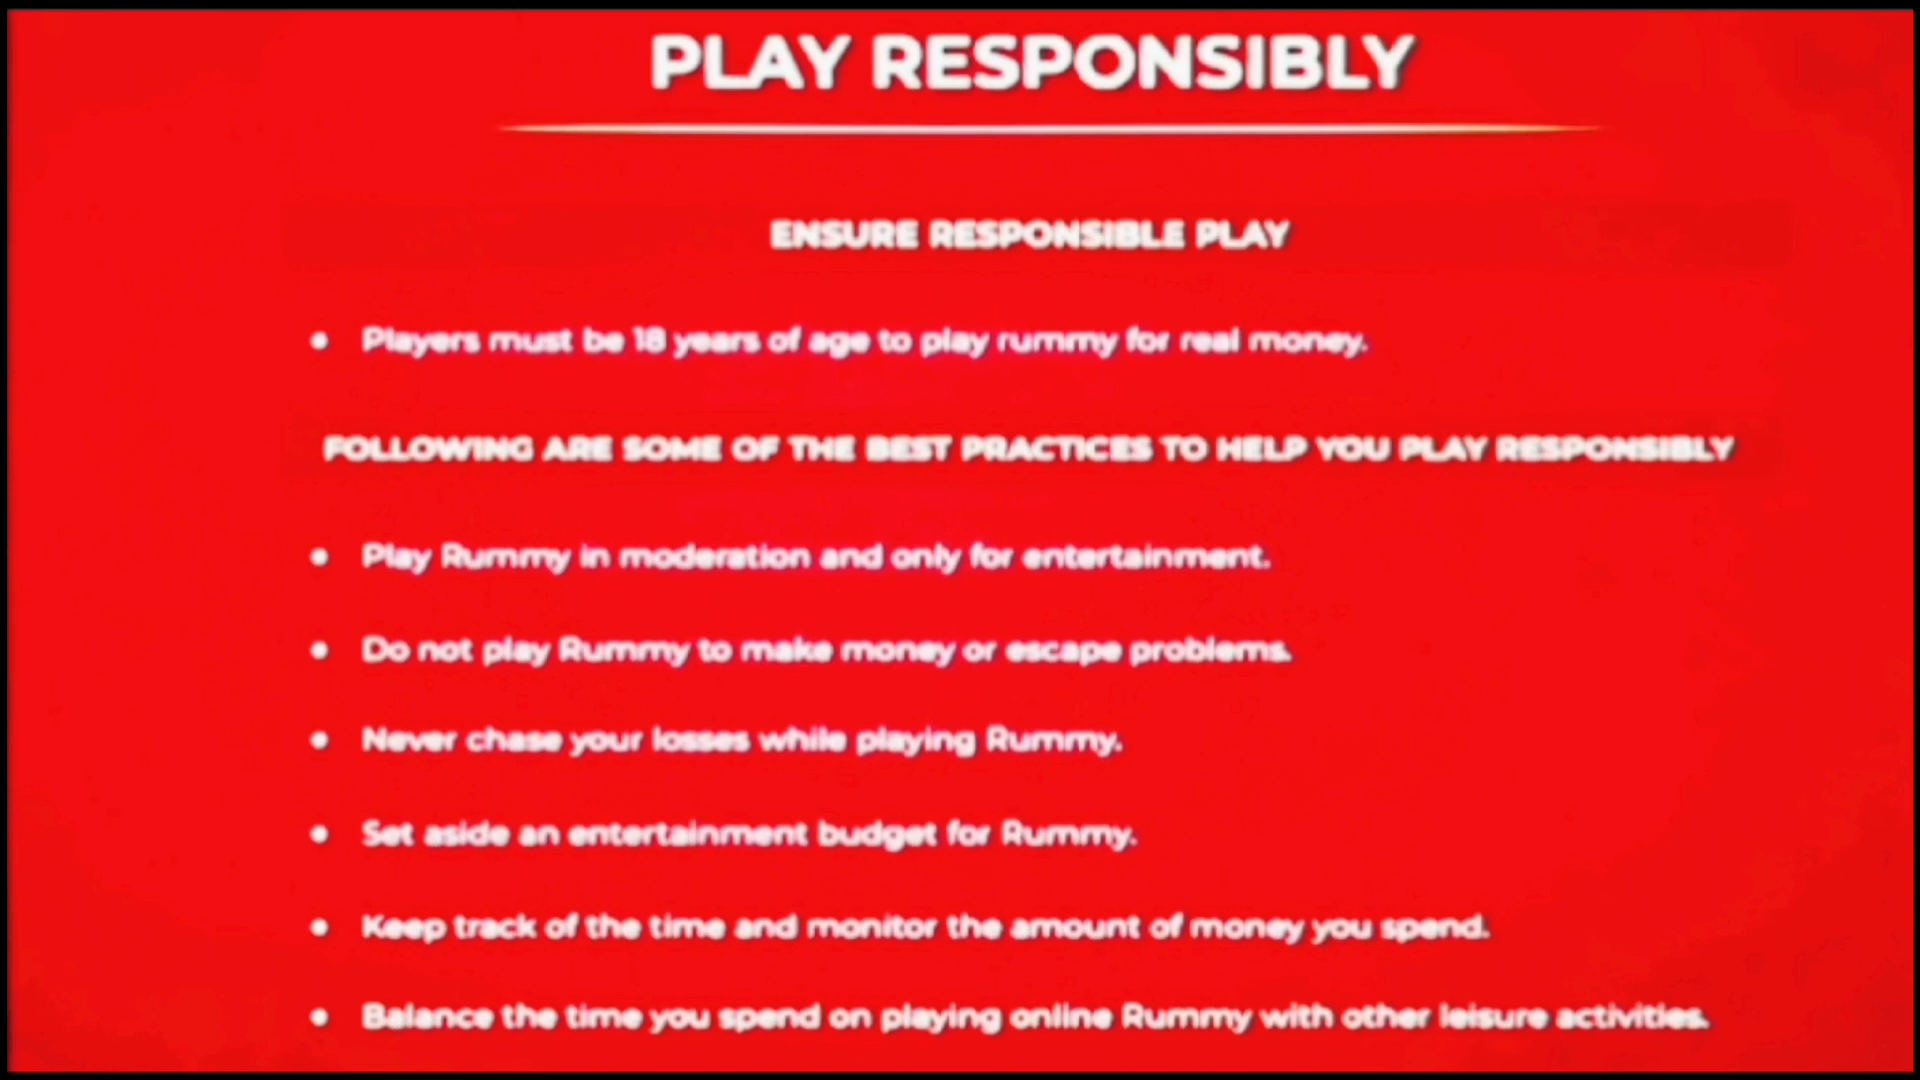 PLAY RESPONSIBLY
ENSURE RESPONSIBLE PLAY
• Players must be 18 years of age to play rummy for real money.
FOLLOWING ARE SOME OF THE BEST PRACTICES TO HELP YOU PLAY RESPONSIBLY
• Play Rummy in moderation and only for entertainment.
• Do not play Rummy to make money or escape problems.
• Never chase your losses while playing Rummy.
• Set aside an entertainment budget for Rummy.
• Keep track of the time and monitor the amount of money you spend.
• Balance the time you spend on playing online Rummy with other leisure activities.